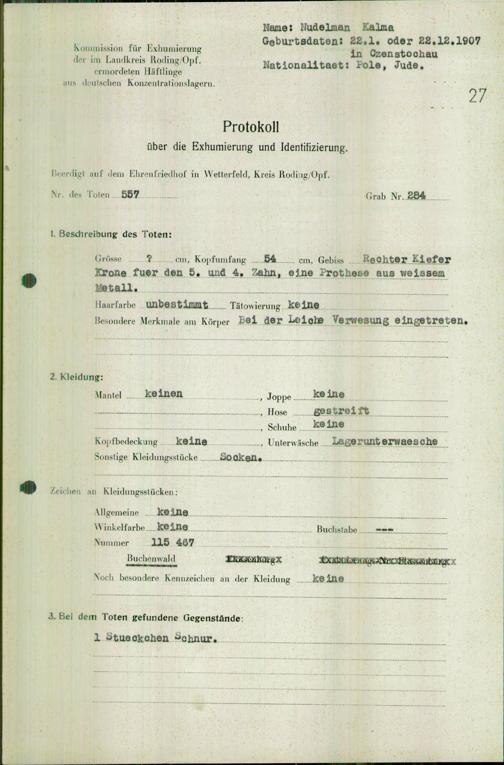 Name: Nudelman Kalma
Geburtsdaten: 22.1. oder 22.12.1907
in Czenstochau
Nationalitaet: Pole, Jude.
Kommission für Exhumierung
der im Landkreis Roding/Opf.
ermordeten Häftlinge
aus deutschen Konzentrationslagern.
27
Protokoll
über die Exhumierung und Identifizierung.
Beerdigt auf dem Ehrenfriedhof in Wetterfeld, Kreis Roding/Opf.
Nr. des Toten 557 Grab Nr. 284
1. Beschreibung des Toten:
Grösse ? cm, Kopfumfang 54 cm, Gebiss Rechter Kiefer
Krone fuer den 5. und 4. Zahn, eine Prothese aus weissem
Metall.
Haarfarbe unbestimmt Tätowierung keine
Besondere Merkmale am Körper Bei der Leiche Verwesung eingetreten.
2. Kleidung:
Mantel keinen , Joppe keine
, Hose gestreift
, Schuhe keine
Kopfbedeckung keine , Unterwäsche Lagerunterwaesche
Sonstige Kleidungsstücke Socken.
Zeichen an Kleidungsstücken:
Allgemeine keine
Winkelfarbe keine Buchstabe ---
Nummer 115 467
Buchenwald
Noch besondere Kennzeichen an der Kleidung keine
3. Bei dem Toten gefundene Gegenstände:
1 Stueckchen Schnur.